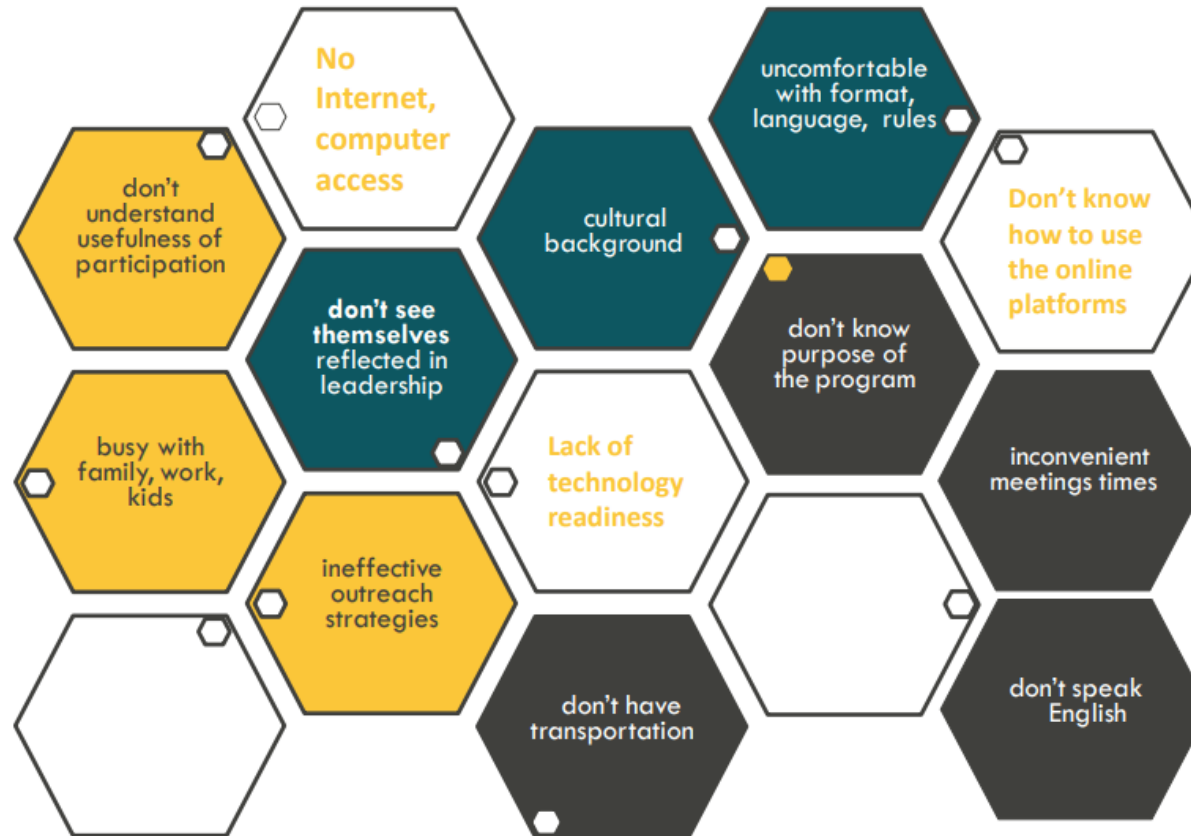 No
Internet,
computer
access
uncomfortable
with format,
language, rules
don't
understand
usefulness of
participation
cultural
background
Don't know
how to use
the online
platforms
don't see
themselves
reflected in
leadership
don't know
purpose of
the program
busy with
family, work,
kids
Lack of
technology
readiness
inconvenient
meetings times
ineffective
outreach
strategies
don't have
transportation
don't speak
English